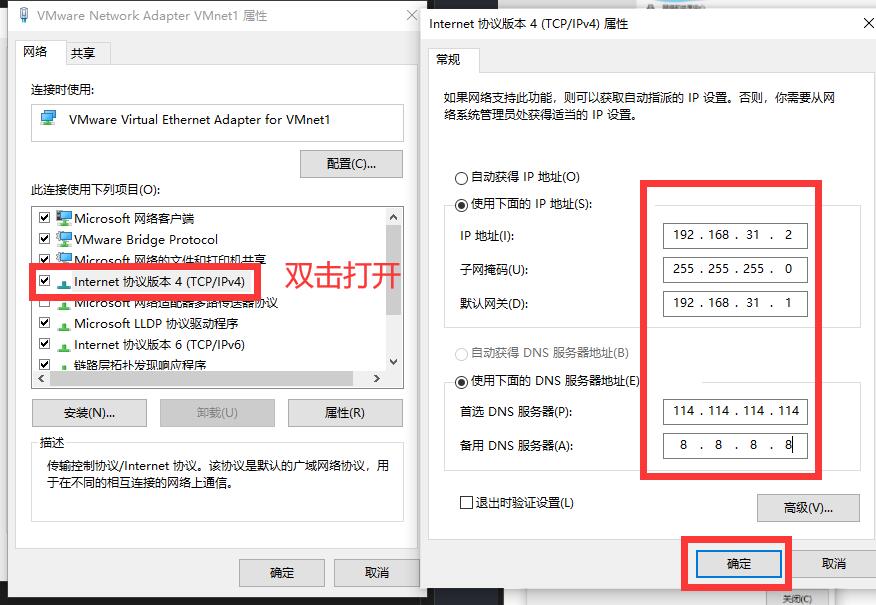 VMware Network Adapter VMnet1 属性
网络
共享
连接时使用:
VMware Virtual Ethernet Adapter for VMnet1
配置(C)...
此连接使用下列项目(O):
Microsoft 网络客户端
VMware Bridge Protocol
Microsoft 网络的文件和打印机共享
Internet 协议版本 4 (TCP/IPv4)
双击打开
Microsoft 网络适配器多路传送器协议
Microsoft LLDP 协议驱动程序
Internet 协议版本 6 (TCP/IPv6)
链路层拓扑发现响应程序
安装(N)...
卸载(U)
属性(R)
描述
传输控制协议/Internet 协议。该协议是默认的广域网络协议，用
于在不同的相互连接的网络上通信。
确定
取消
Internet 协议版本 4 (TCP/IPv4) 属性
常规
如果网络支持此功能，则可以获取自动指派的 IP 设置。否则，你需要从网
络系统管理员处获得适当的 IP 设置。
自动获得 IP 地址(O)
使用下面的 IP 地址(S):
IP 地址(I):
192 . 168 . 31 . 2
子网掩码(U):
255 . 255 . 255 . 0
默认网关(D):
192 . 168 . 31 . 1
自动获得 DNS 服务器地址(B)
使用下面的 DNS 服务器地址(E)
首选 DNS 服务器(P):
114 . 114 . 114 . 114
备用 DNS 服务器(A):
8 . 8 . 8 . 8
退出时验证设置(L)
高级(V)...
确定
取消
关闭(C)